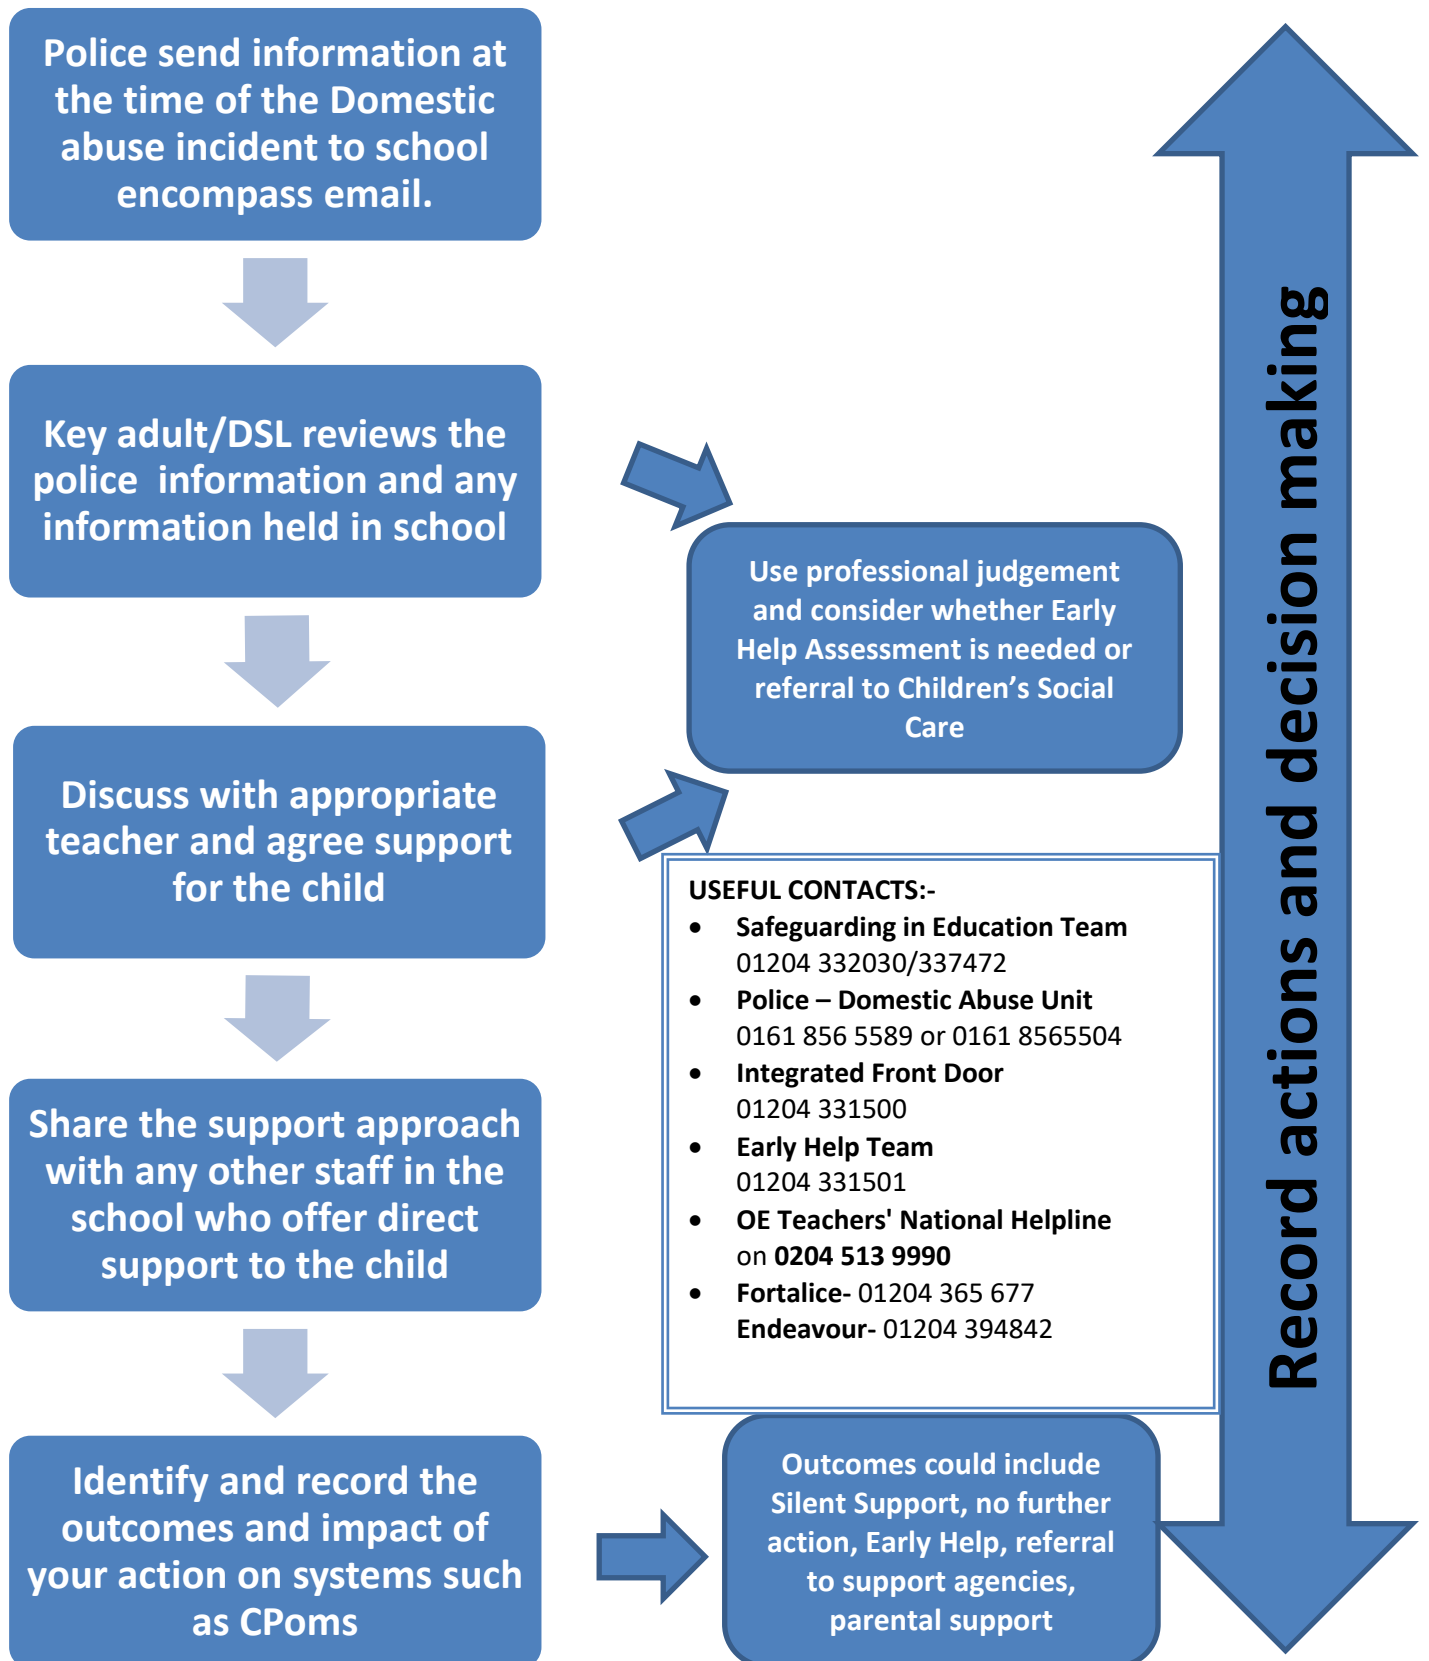 Police send information at
the time of the Domestic
abuse incident to school
encompass email.
Key adult/DSL reviews the
police  information and any
information held in school
Use professional judgement
and consider whether Early
Help Assessment is needed or
referral to Children’s Social
Care
Discuss with appropriate
teacher and agree support
for the child
USEFUL CONTACTS:-
• Safeguarding in Education Team
01204 332030/337472
• Police – Domestic Abuse Unit
0161 856 5589 or 0161 8565504
• Integrated Front Door
01204 331500
• Early Help Team
01204 331501
• OE Teachers' National Helpline
on 0204 513 9990
• Fortalice- 01204 365 677
Endeavour- 01204 394842
Share the support approach
with any other staff in the
school who offer direct
support to the child
Identify and record the
outcomes and impact of
your action on systems such
as CPoms
Outcomes could include
Silent Support, no further
action, Early Help, referral
to support agencies,
parental support
Record actions and decision making